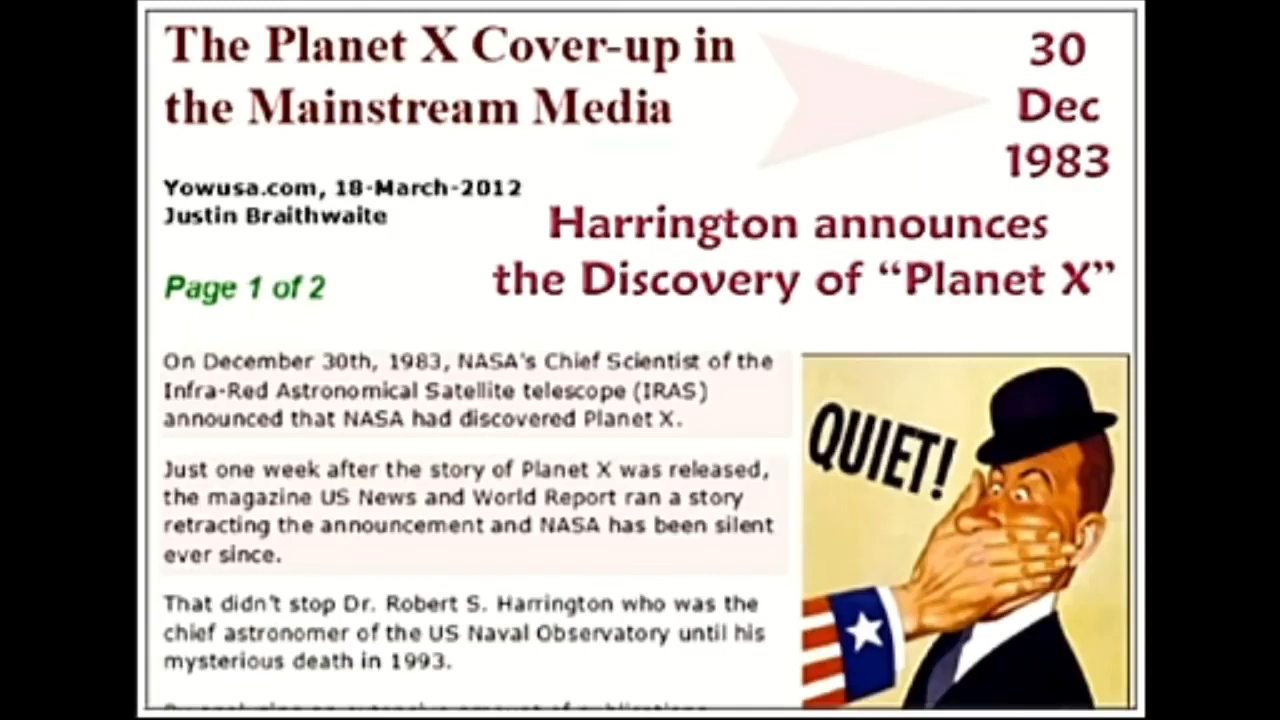 The Planet X Cover-up in
the Mainstream Media
30
Dec
1983
Yowusa.com, 18-March-2012
Justin Braithwaite
Harrington announces
the Discovery of “Planet X”
Page 1 of 2
On December 30th, 1983, NASA's Chief Scientist of the
Infra-Red Astronomical Satellite telescope (IRAS)
announced that NASA had discovered Planet X.
Just one week after the story of Planet X was released,
the magazine US News and World Report ran a story
retracting the announcement and NASA has been silent
ever since.
That didn't stop Dr. Robert S. Harrington who was the
chief astronomer of the US Naval Observatory until his
mysterious death in 1993.
QUIET!